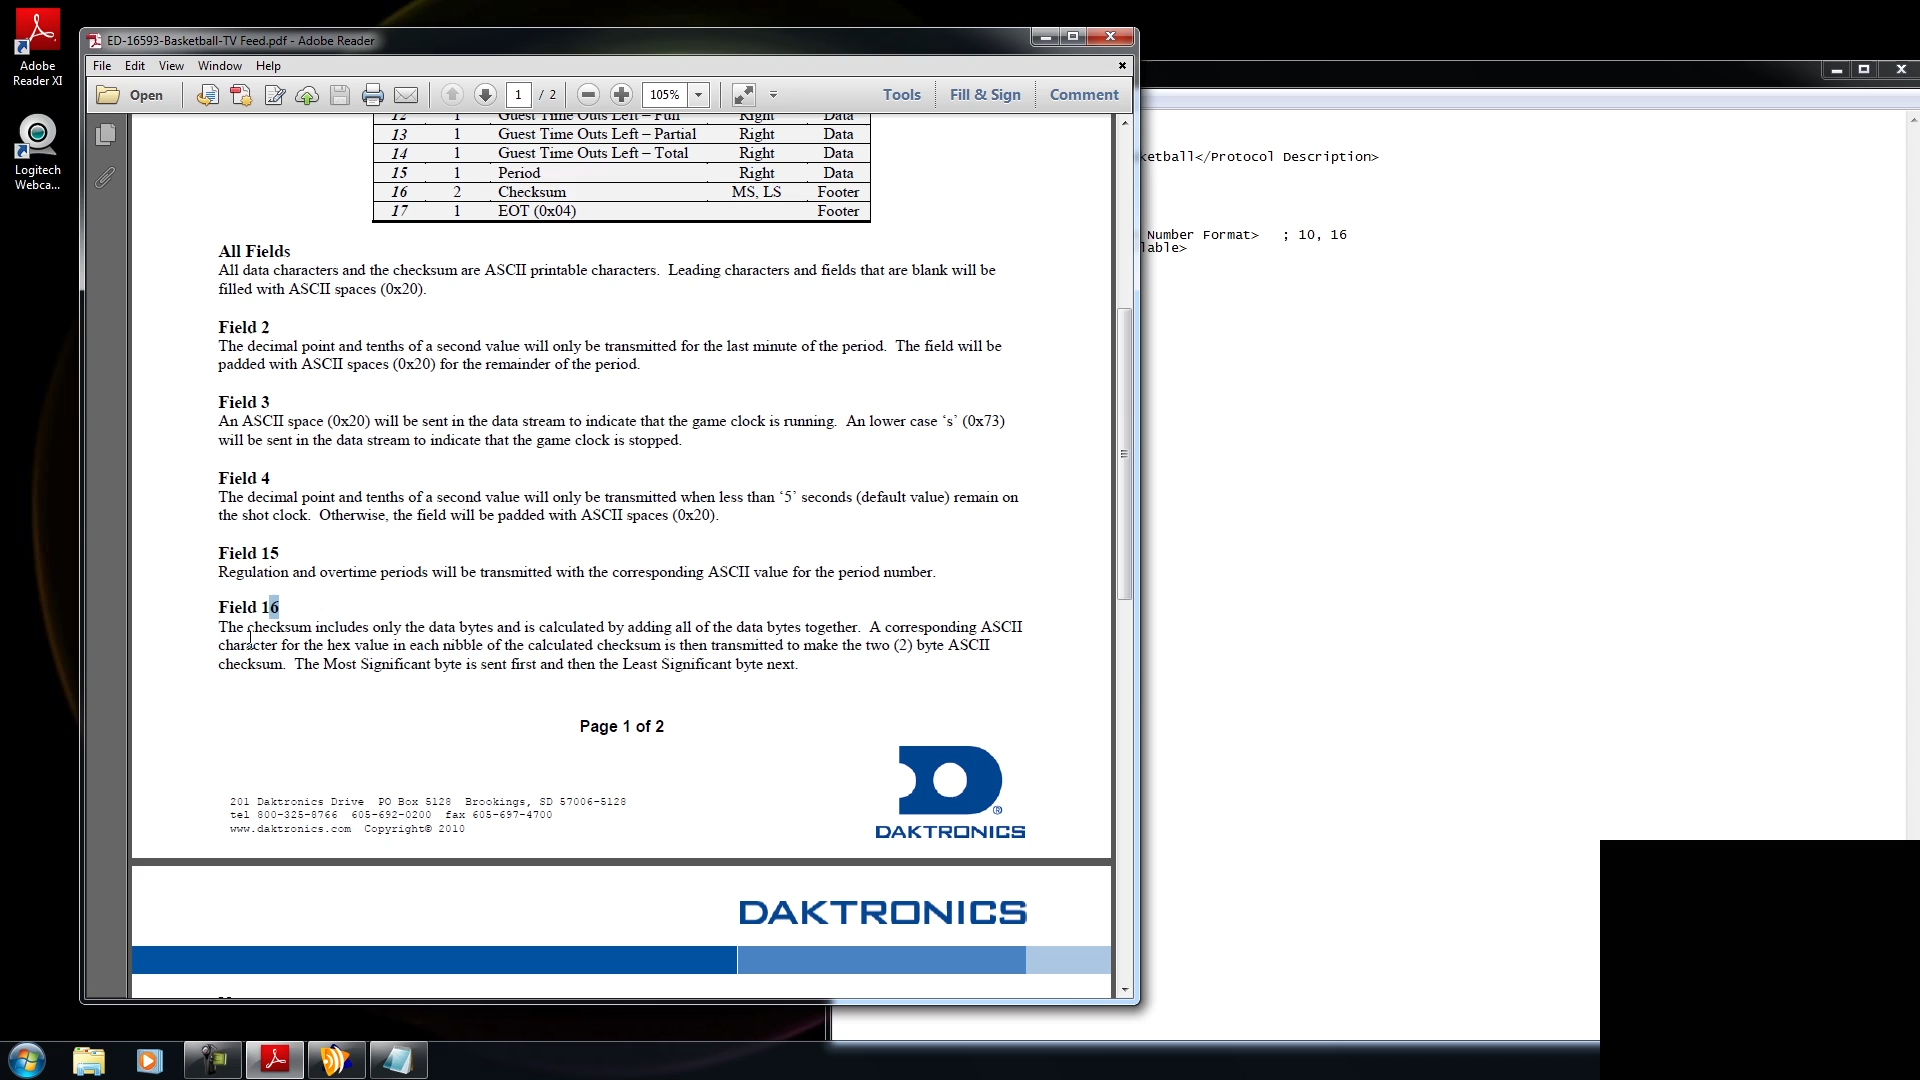 Adobe
Reader XI
Logitech
Webca...
ED-16593-Basketball-TV Feed.pdf - Adobe Reader
File Edit View Window Help
Open 1 / 2 105% Tools Fill & Sign Comment
12 1 Guest Time Outs Left – Full Right Data
13 1 Guest Time Outs Left – Partial Right Data
14 1 Guest Time Outs Left – Total Right Data
15 1 Period Right Data
16 2 Checksum MS, LS Footer
17 1 EOT (0x04) Footer
All Fields
All data characters and the checksum are ASCII printable characters. Leading characters and fields that are blank will be
filled with ASCII spaces (0x20).
Field 2
The decimal point and tenths of a second value will only be transmitted for the last minute of the period. The field will be
padded with ASCII spaces (0x20) for the remainder of the period.
Field 3
An ASCII space (0x20) will be sent in the data stream to indicate that the game clock is running. An lower case ‘s’ (0x73)
will be sent in the data stream to indicate that the game clock is stopped.
Field 4
The decimal point and tenths of a second value will only be transmitted when less than ‘5’ seconds (default value) remain on
the shot clock. Otherwise, the field will be padded with ASCII spaces (0x20).
Field 15
Regulation and overtime periods will be transmitted with the corresponding ASCII value for the period number.
Field 16
The checksum includes only the data bytes and is calculated by adding all of the data bytes together. A corresponding ASCII
character for the hex value in each nibble of the calculated checksum is then transmitted to make the two (2) byte ASCII
checksum. The Most Significant byte is sent first and then the Least Significant byte next.
Page 1 of 2
201 Daktronics Drive PO Box 5128 Brookings, SD 57006-5128
tel 800-325-8766 605-692-0200 fax 605-697-4700
www.daktronics.com Copyright© 2010
DAKTRONICS
DAKTRONICS
ketball</Protocol Description>
Number Format> ; 10, 16
lable>